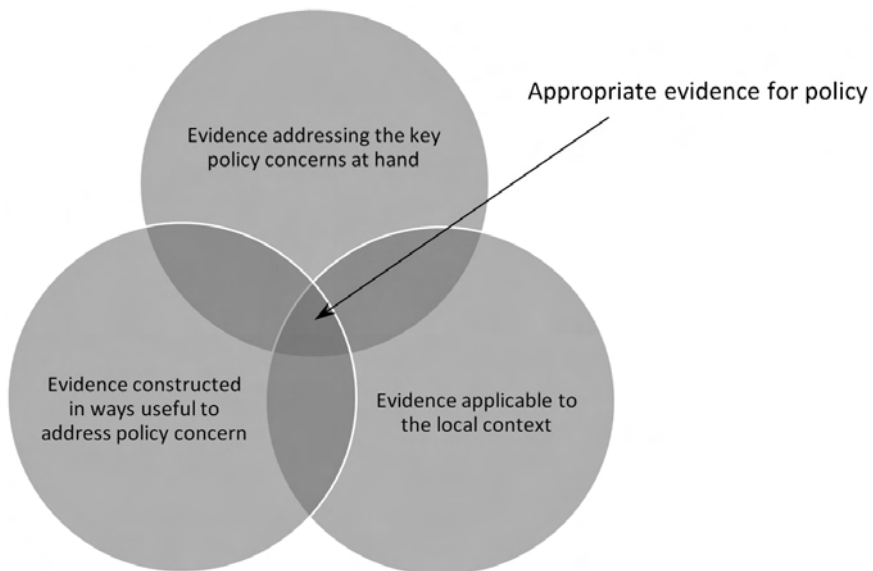 Appropriate evidence for policy
Evidence addressing the key
policy concerns at hand
Evidence constructed
in ways useful to
address policy concern
Evidence applicable to
the local context